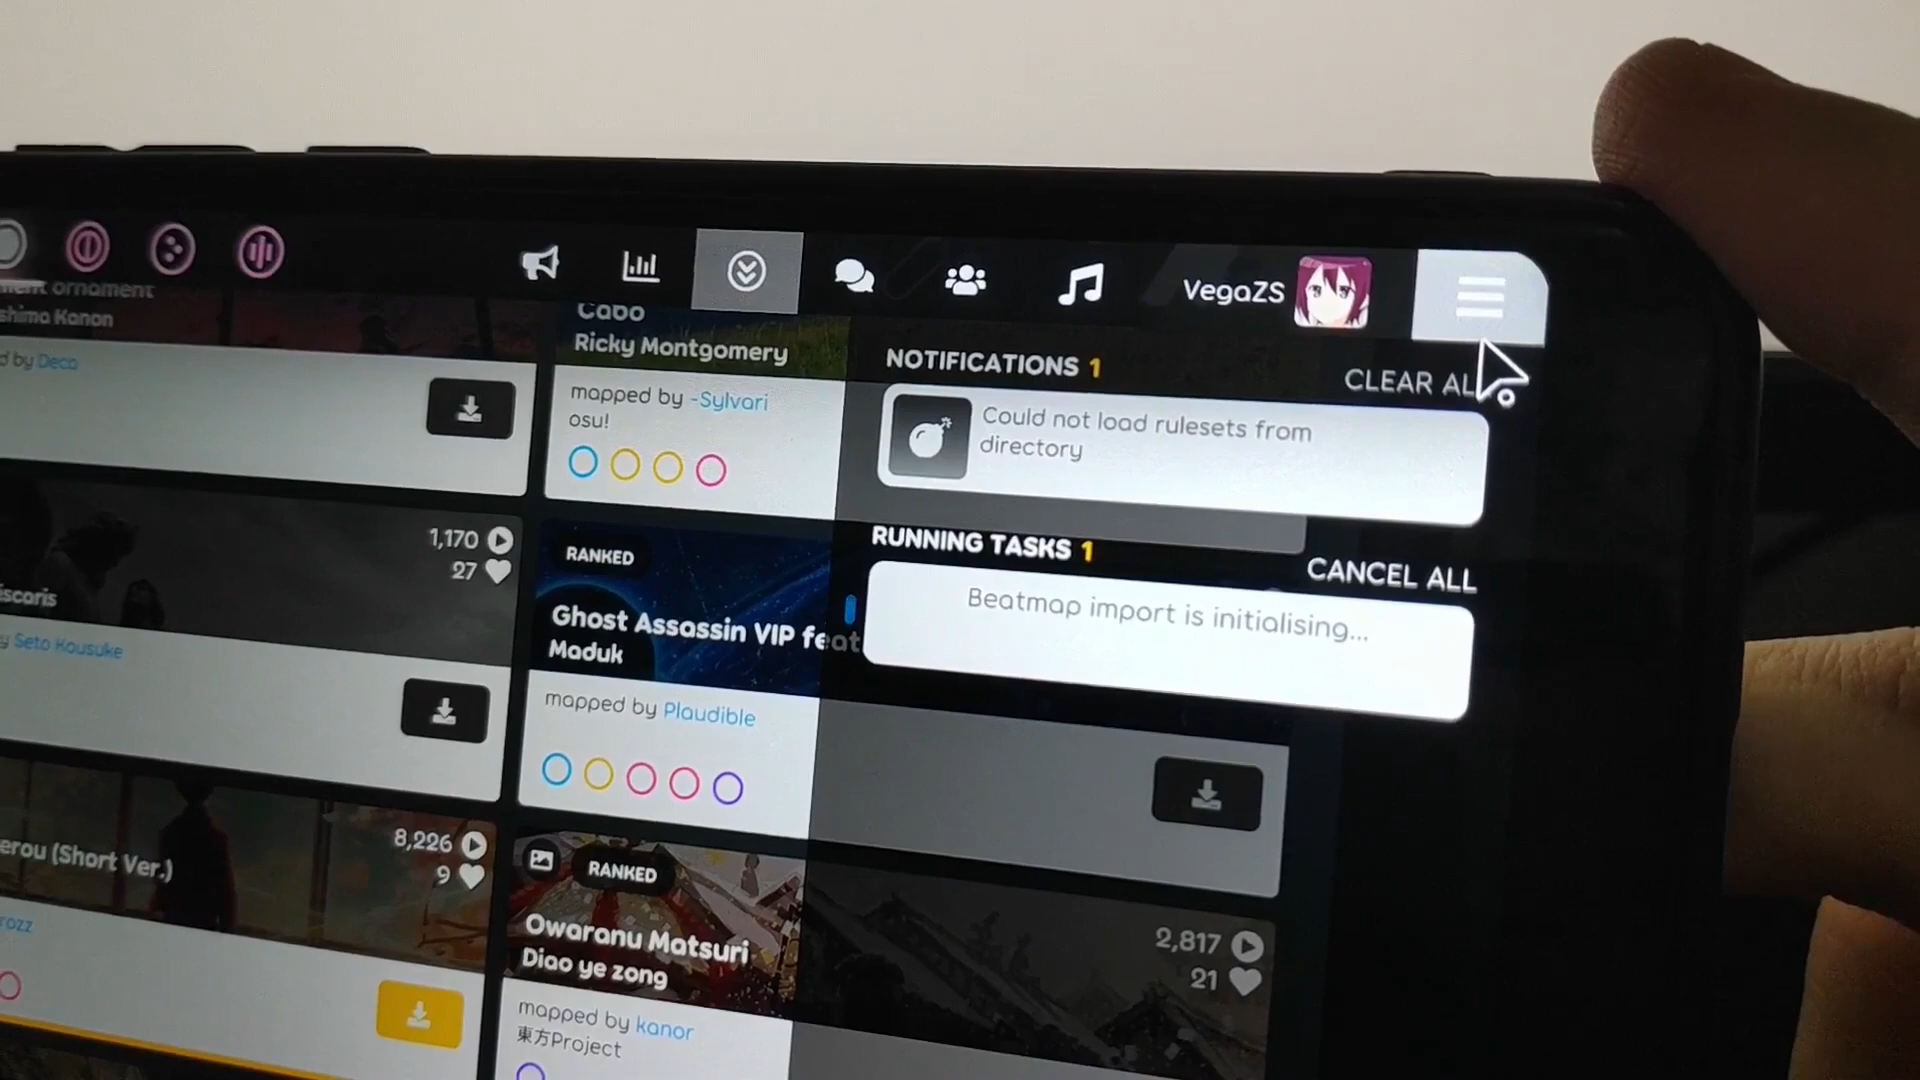 VegaZS
ment ornament
shima Kanon
d by Deca
Cabo
Ricky Montgomery
mapped by -Sylvari
osu!
NOTIFICATIONS 1
CLEAR AL
Could not load rulesets from
directory
RUNNING TASKS 1
CANCEL ALL
Beatmap import is initialising...
1,170
27
iscaris
y Seto Kousuke
RANKED
Ghost Assassin VIP feat
Maduk
mapped by Plaudible
8,226
9
erou (Short Ver.)
rozz
RANKED
Owaranu Matsuri
Diao ye zong
mapped by kanor
東方Project
2,817
21